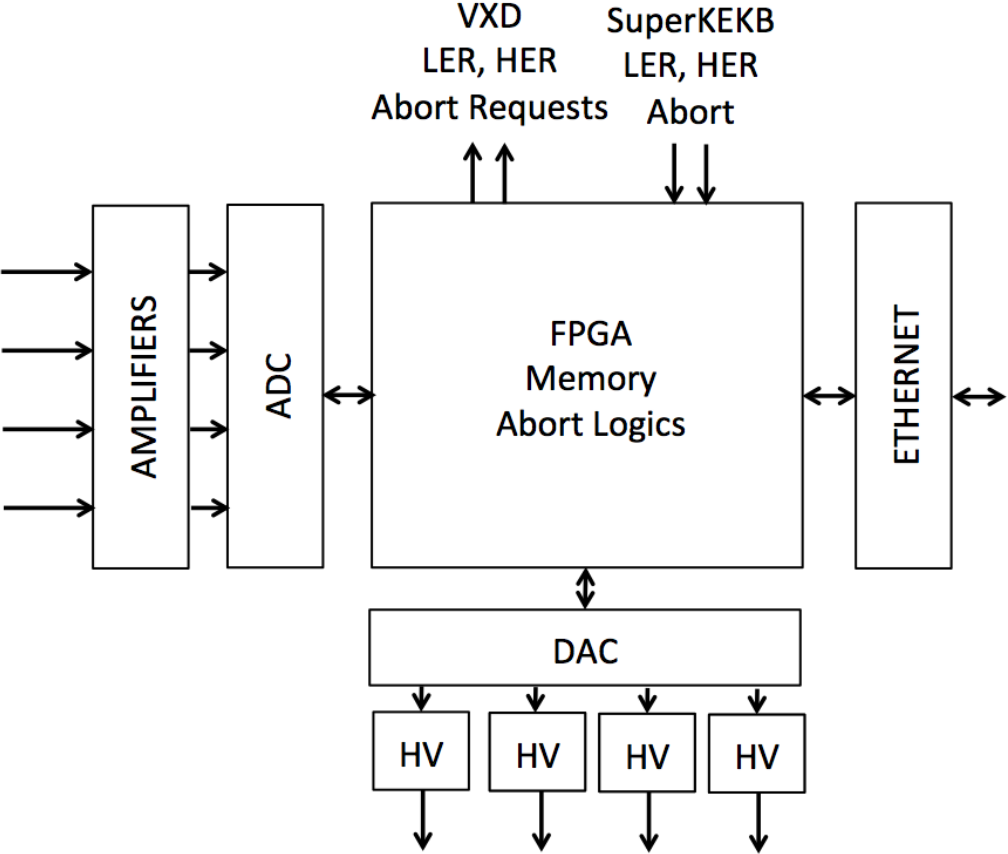 VXD
LER, HER
Abort Requests
SuperKEKB
LER, HER
Abort
AMPLIFIERS
ADC
FPGA
Memory
Abort Logics
ETHERNET
DAC
HV
HV
HV
HV